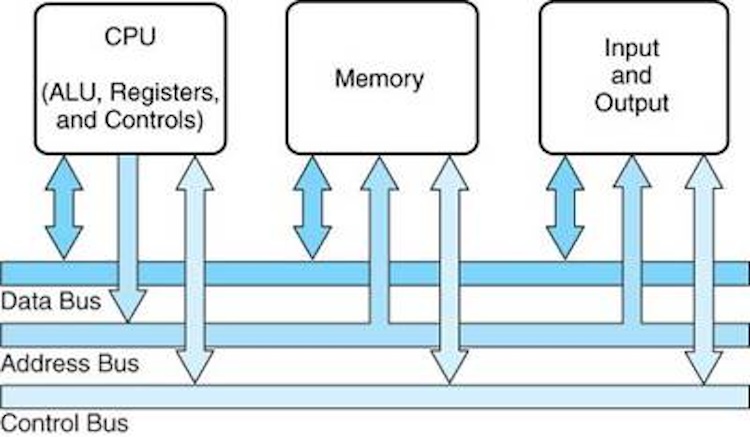 CPU
(ALU, Registers,
and Controls)
Memory
Input
and
Output
Data Bus
Address Bus
Control Bus